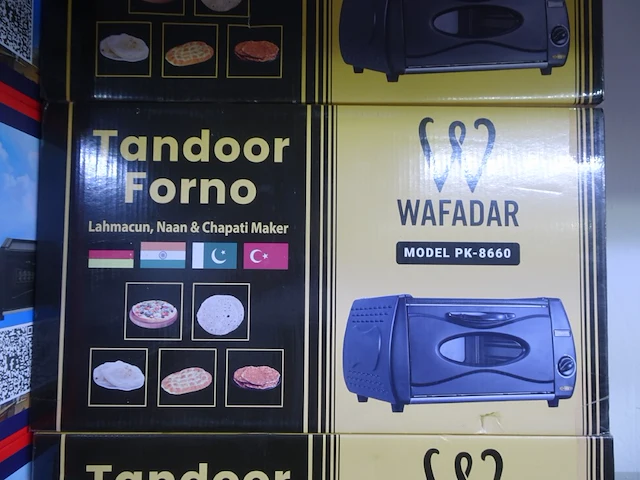 Tandoor
Forno
Lahmacun, Naan & Chapati Maker
WAFADAR
MODEL PK-8660
Tandoor